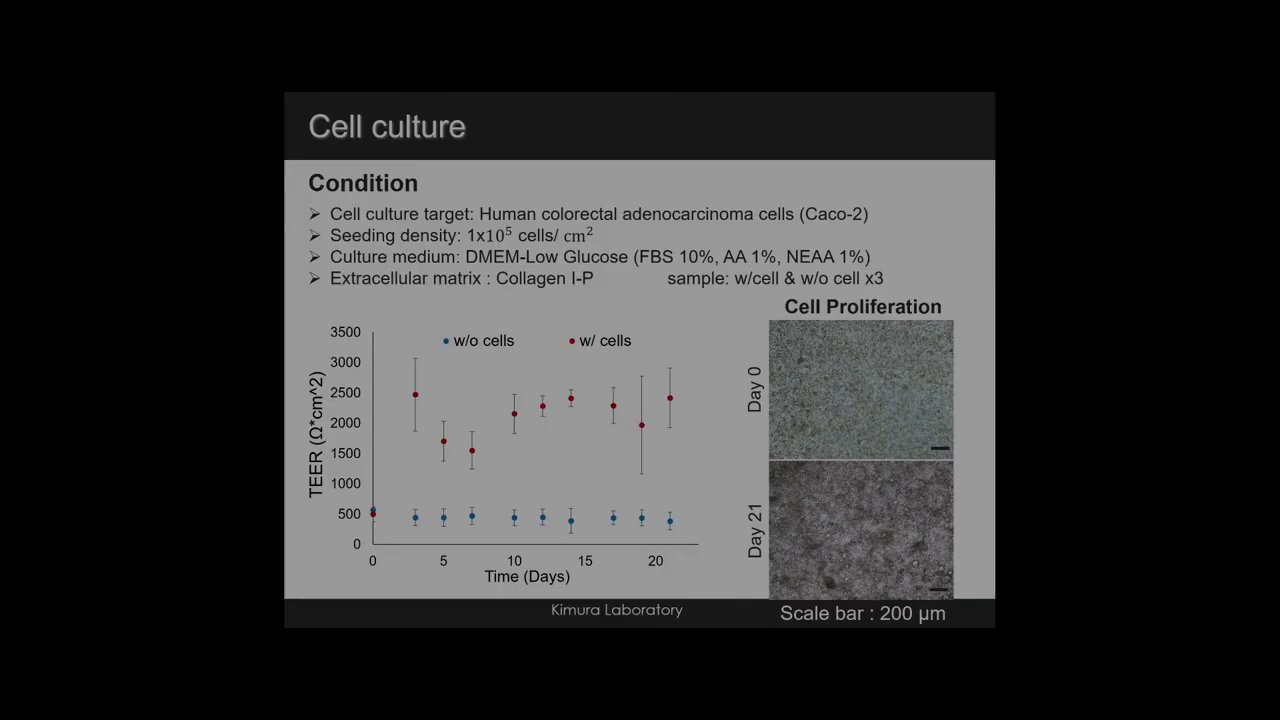 Cell culture
Condition
➢ Cell culture target: Human colorectal adenocarcinoma cells (Caco-2)
➢ Seeding density: 1x10⁵ cells/ cm²
➢ Culture medium: DMEM-Low Glucose (FBS 10%, AA 1%, NEAA 1%)
➢ Extracellular matrix : Collagen I-P sample: w/cell & w/o cell x3
Cell Proliferation
w/o cells w/ cells
TEER (Ω*cm^2)
3500
3000
2500
2000
1500
1000
500
0
0 5 10 15 20
Time (Days)
Day 0
Day 21
Kimura Laboratory
Scale bar : 200 μm